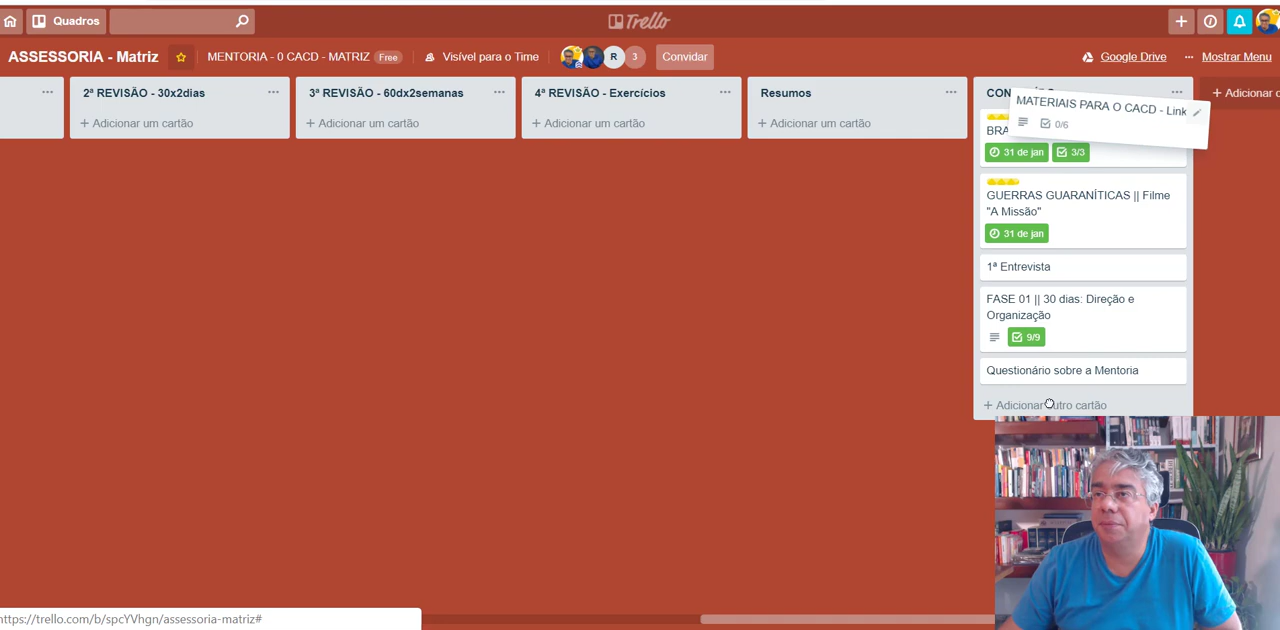 Quadros
Trello
ASSESSORIA - Matriz
MENTORIA - 0 CACD - MATRIZ Free
Visível para o Time
R
3
Convidar
Google Drive
Mostrar Menu
2ª REVISÃO - 30x2dias
+ Adicionar um cartão
3ª REVISÃO - 60dx2semanas
+ Adicionar um cartão
4ª REVISÃO - Exercícios
+ Adicionar um cartão
Resumos
+ Adicionar um cartão
MATERIAIS PARA O CACD - Link
0/6
31 de jan
3/3
GUERRAS GUARANÍTICAS || Filme
"A Missão"
31 de jan
1ª Entrevista
FASE 01 || 30 dias: Direção e
Organização
9/9
Questionário sobre a Mentoria
+ Adicionar outro cartão
+ Adicionar
https://trello.com/b/spcYVhgn/assessoria-matriz#